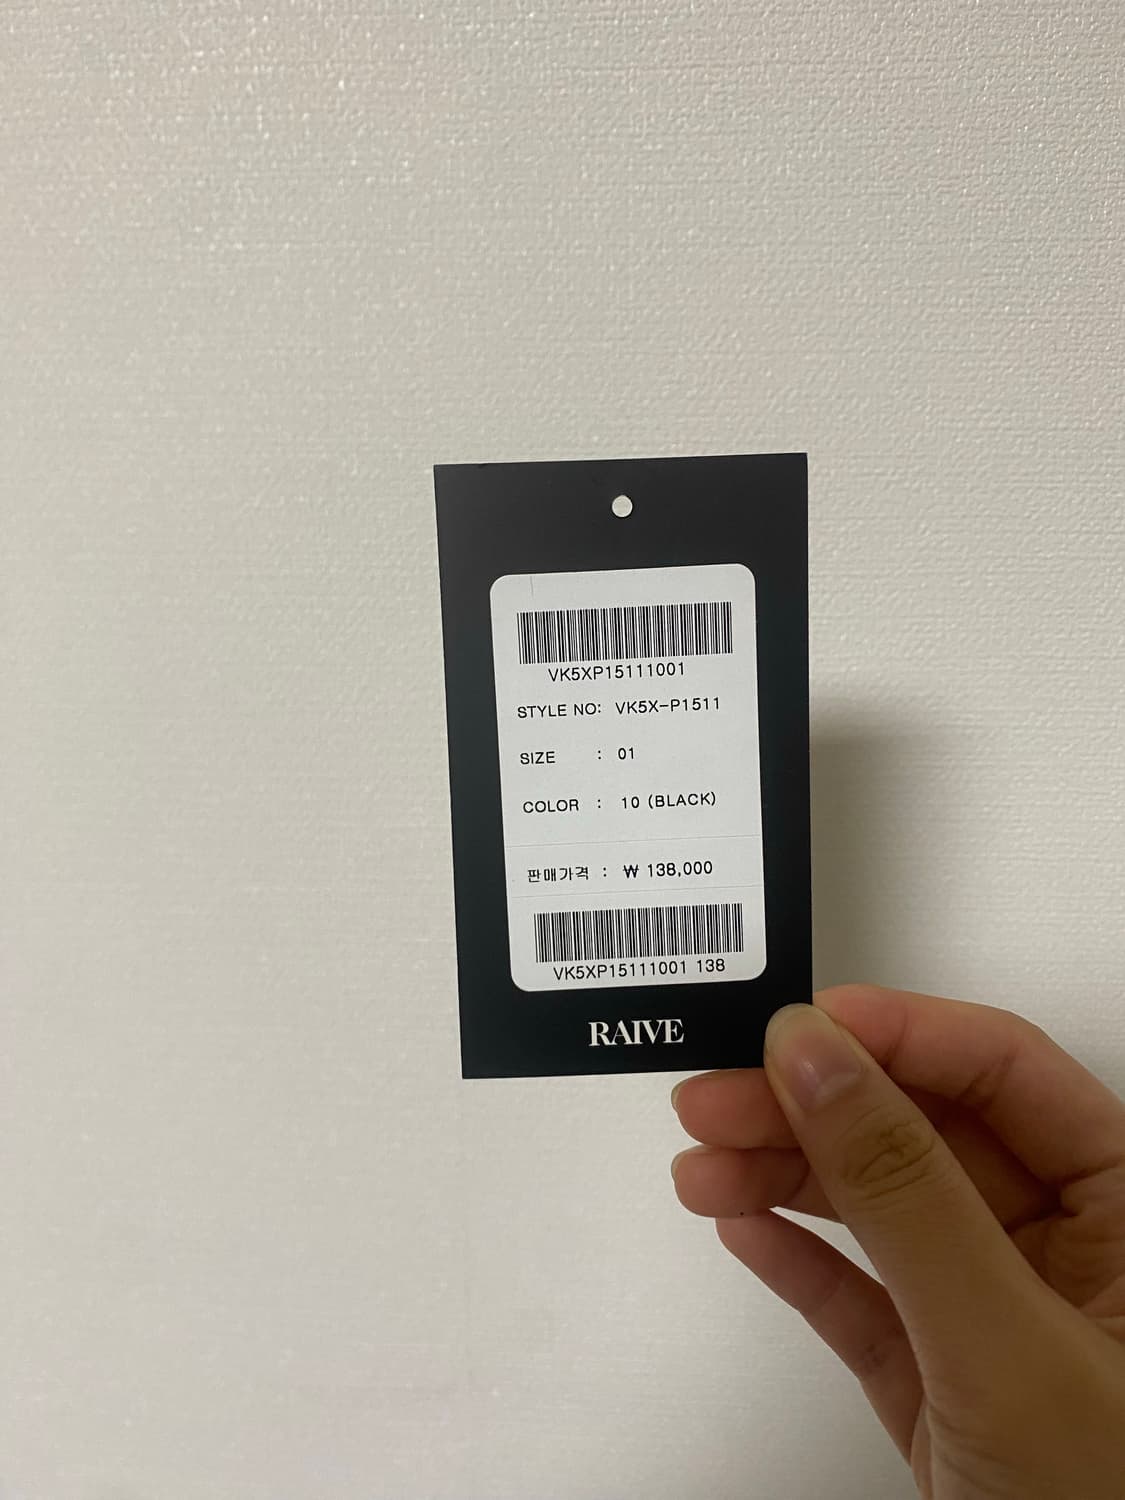 VK5XP15111001
STYLE NO: VK5X-P1511
SIZE : 01
COLOR : 10 (BLACK)
판매가격 : ₩ 138,000
VK5XP15111001 138
RAIVE